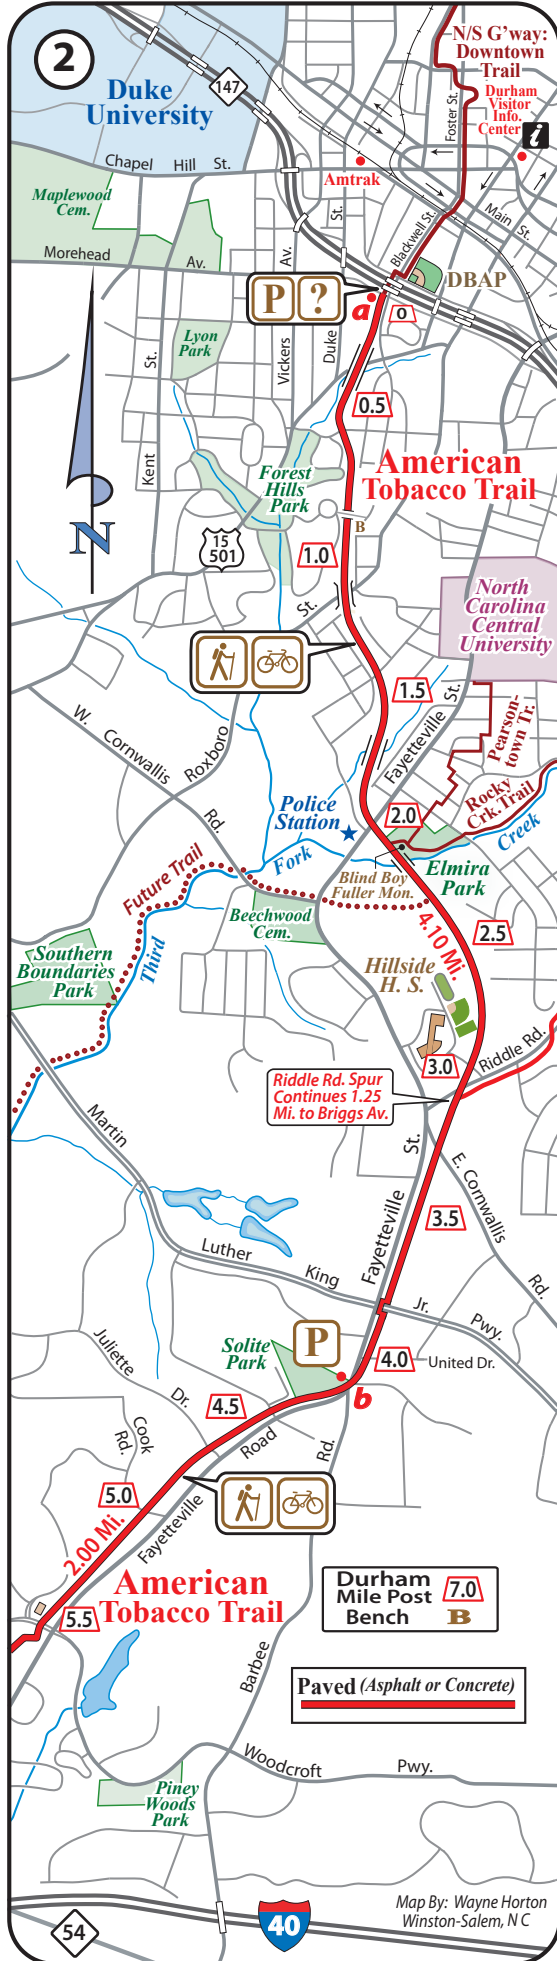 2
N/S G'way:
Downtown
Trail
Durham
Visitor
Info.
Center
i
Foster St.
147
Duke
University
Chapel Hill St.
Amtrak
Maplewood
Cem.
St.
Av.
Blackwell St.
Main St.
Morehead Av.
DBAP
P ?
a
0
Lyon
Park
St.
Kent
Vickers
Duke
0.5
American
Tobacco Trail
Forest
Hills
Park
B
N
15
501
1.0
St.
North
Carolina
Central
University
1.5
Fayetteville St.
Pearson-
town Tr.
W. Cornwallis Rd.
Roxboro
Rocky
Crk. Trail
Police
Station
2.0
Creek
Fork
Future Trail
Third
Blind Boy
Fuller Mon.
Elmira
Park
Beechwood
Cem.
4.10 Mi.
2.5
Southern
Boundaries
Park
Hillside
H. S.
3.0
Riddle Rd.
Riddle Rd. Spur
Continues 1.25
Mi. to Briggs Av.
Martin
Luther
King
Jr.
Pwy.
St.
Fayetteville
E. Cornwallis
Rd.
3.5
Solite
Park
P
4.0
United Dr.
b
Juliette
Dr.
4.5
Road
Rd.
Cook
Rd.
5.0
Fayetteville
2.00 Mi.
American
Tobacco Trail
5.5
Durham
Mile Post
7.0
Bench
B
Barbee
Paved (Asphalt or Concrete)
Woodcroft
Pwy.
Piney
Woods
Park
40
54
Map By: Wayne Horton
Winston-Salem, N C